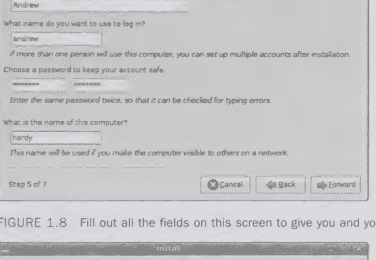 Andrew
What name do you want to use to log in?
andrew
If more than one person will use this computer, you can set up multiple accounts after installation.
Choose a password to keep your account safe.
Enter the same password twice, so that it can be checked for typing errors.
What is the name of this computer?
hardy
This name will be used if you make the computer visible to others on a network.
Step 5 of 7 Cancel Back Forward
FIGURE 1.8 Fill out all the fields on this screen to give you and yo
Install